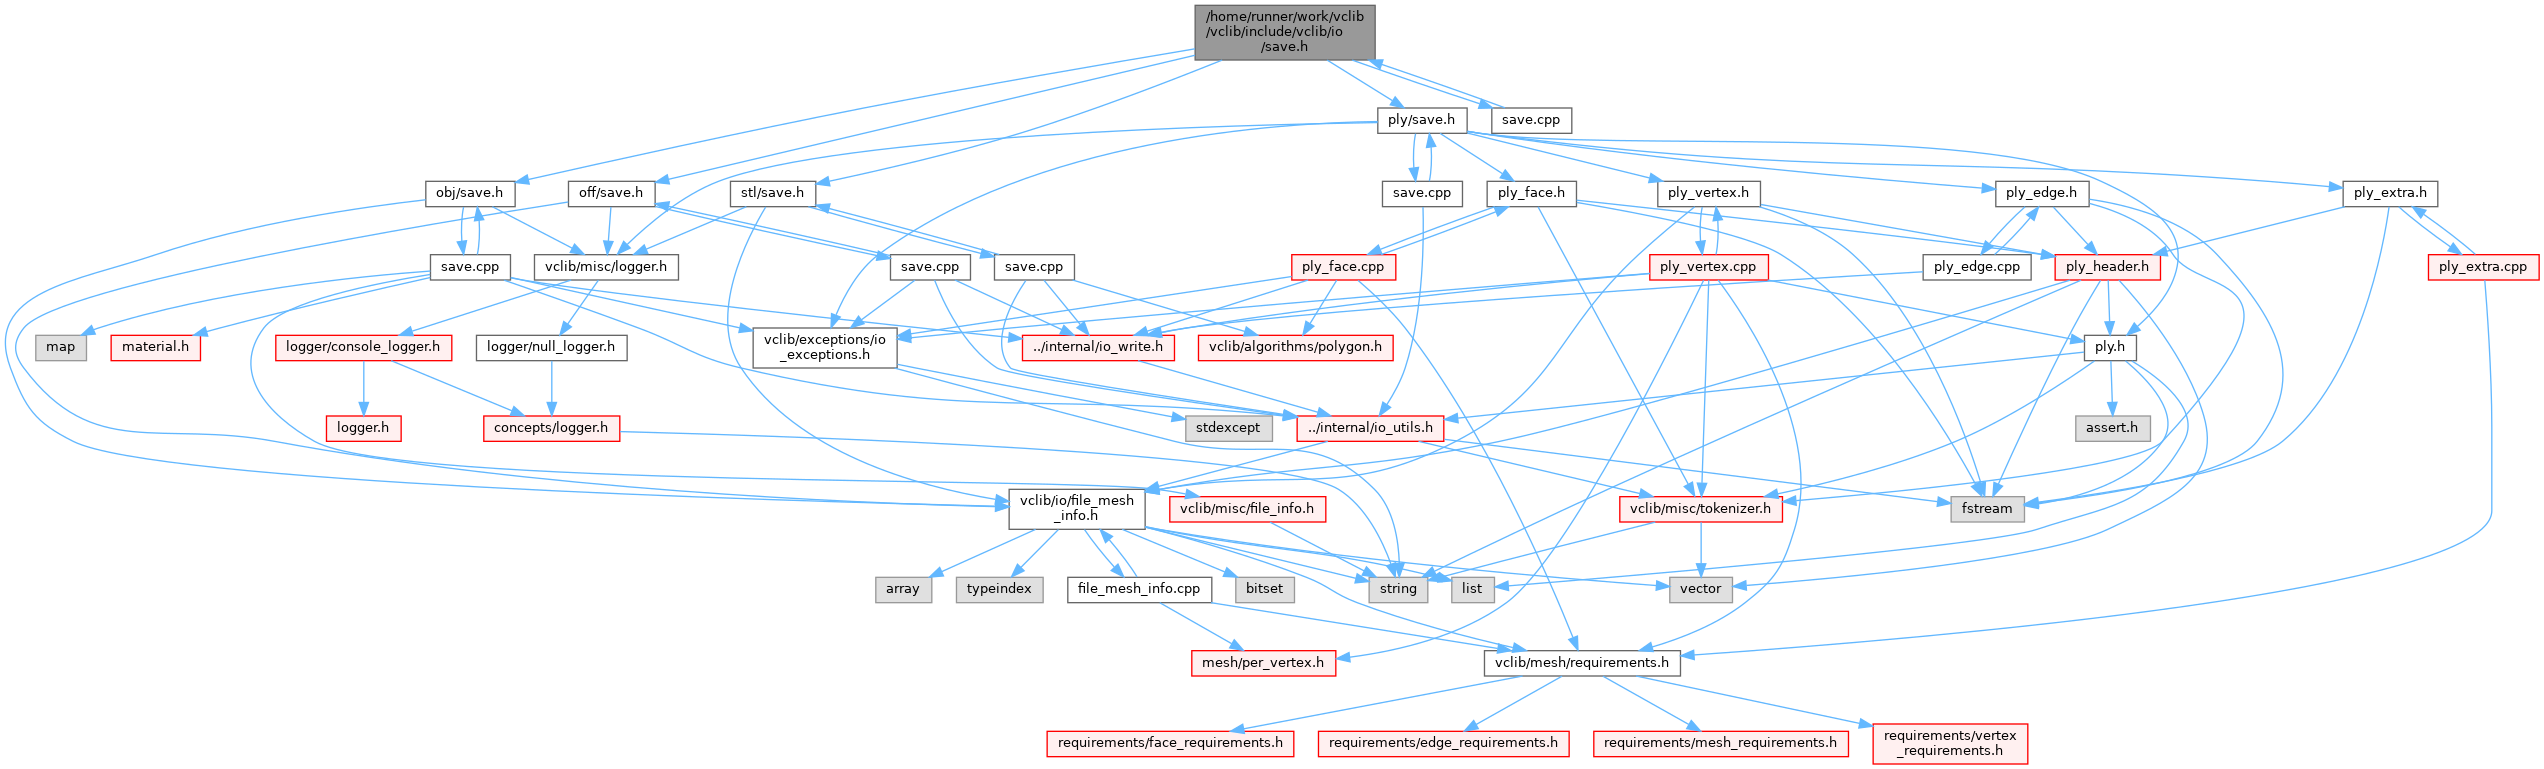 /home/runner/work/vclib
/vclib/include/vclib/io
/save.h
ply/save.h
save.cpp
obj/save.h
off/save.h
stl/save.h
save.cpp
ply_face.h
ply_vertex.h
ply_edge.h
ply_extra.h
save.cpp
vclib/misc/logger.h
save.cpp
save.cpp
ply_face.cpp
ply_vertex.cpp
ply_edge.cpp
ply_header.h
ply_extra.cpp
map
material.h
logger/console_logger.h
logger/null_logger.h
vclib/exceptions/io
_exceptions.h
../internal/io_write.h
vclib/algorithms/polygon.h
ply.h
logger.h
concepts/logger.h
stdexcept
../internal/io_utils.h
assert.h
vclib/io/file_mesh
_info.h
vclib/misc/file_info.h
vclib/misc/tokenizer.h
fstream
array
typeindex
file_mesh_info.cpp
bitset
string
list
vector
mesh/per_vertex.h
vclib/mesh/requirements.h
requirements/face_requirements.h
requirements/edge_requirements.h
requirements/mesh_requirements.h
requirements/vertex
_requirements.h